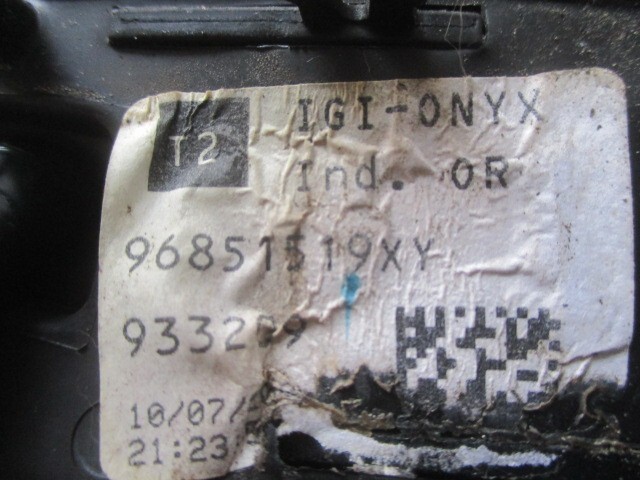 T2 IGI-ONYX
Ind. OR
96851519XY
10/07/
21:23